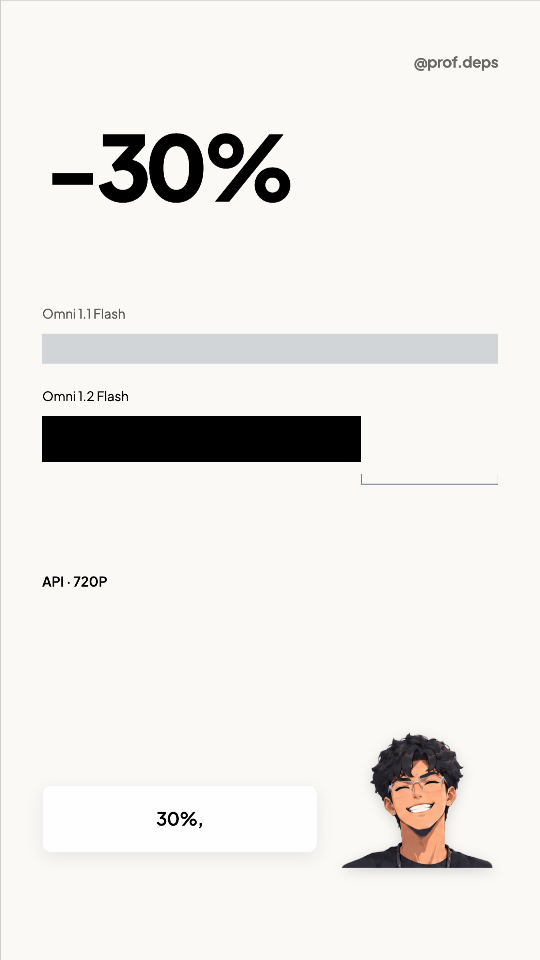 @prof.deps
-30%
Omni 1.1 Flash
Omni 1.2 Flash
API · 720P
30%,